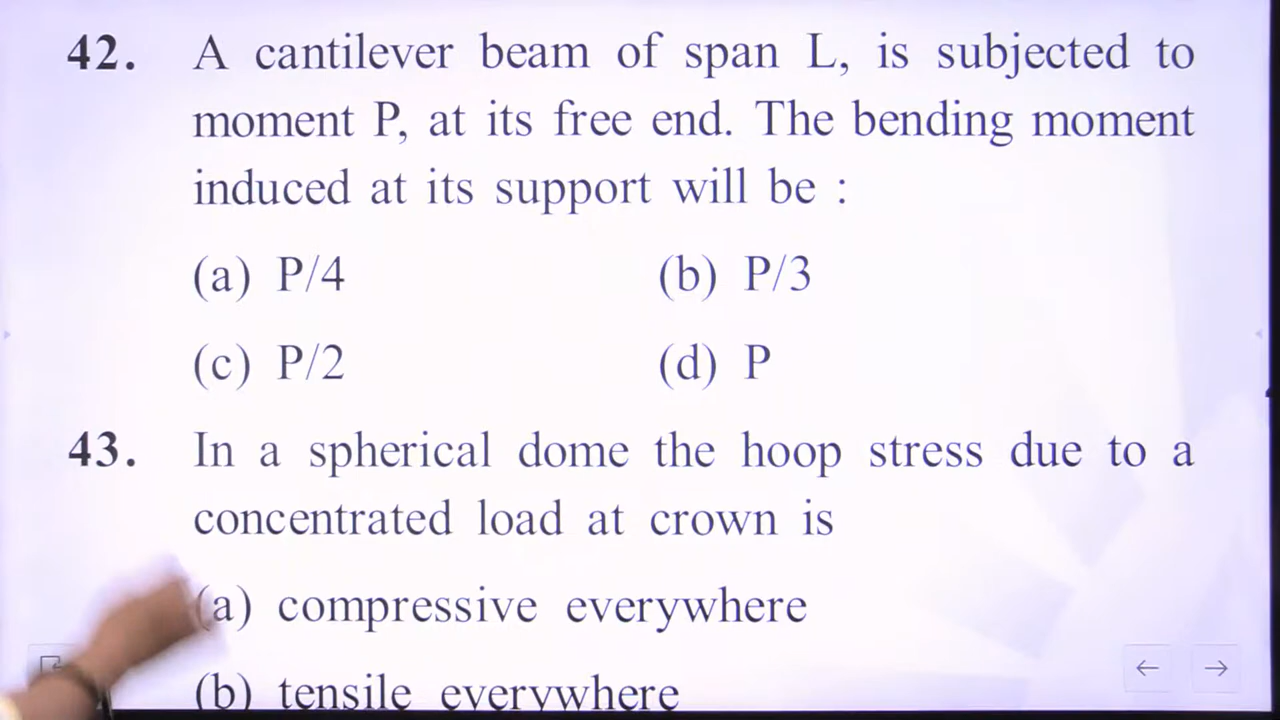 42. A cantilever beam of span L, is subjected to
moment P, at its free end. The bending moment
induced at its support will be :
(a) P/4 (b) P/3
(c) P/2 (d) P
43. In a spherical dome the hoop stress due to a
concentrated load at crown is
(a) compressive everywhere
(b) tensile everywhere